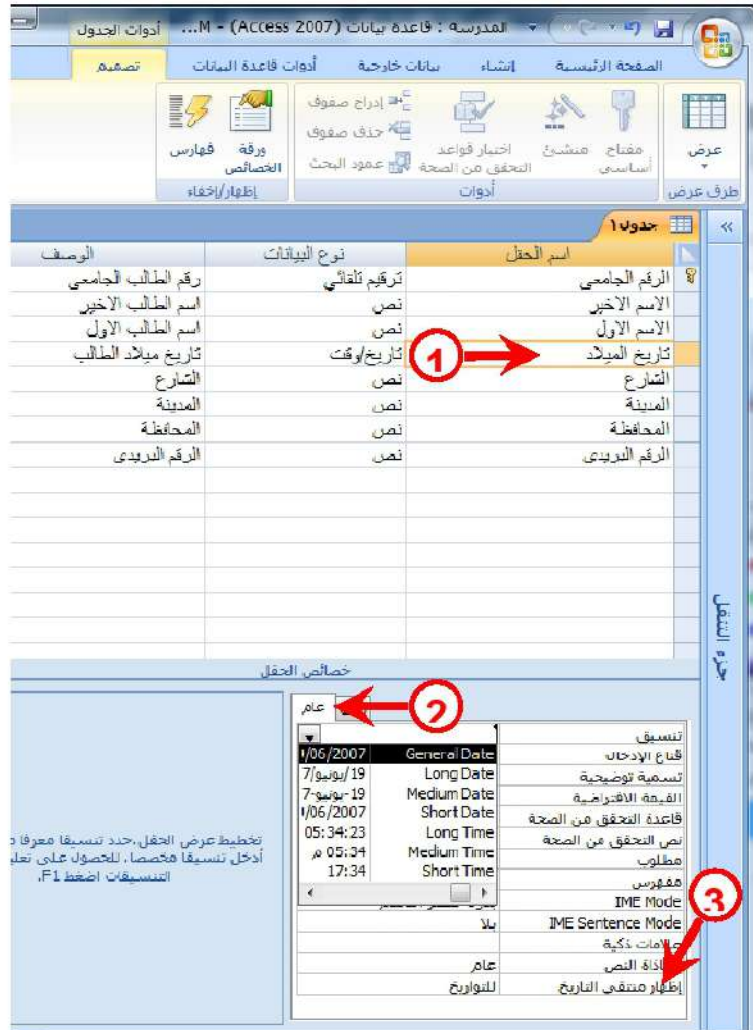 المدرسة : قاعدة بيانات (Access 2007) - M...
أدوات الجدول
الصفحة الرئيسية إنشاء بيانات خارجية أدوات قاعدة البيانات تصميم
عرض
مفتاح أساسي
منشئ
اختبار قواعد التحقق من الصحة
إدراج صفوف
حذف صفوف
عمود البحث
ورقة الخصائص
فهارس
طرق عرض أدوات إظهار/إخفاء
جدول١
اسم الحقل نوع البيانات الوصف
الرقم الجامعي ترقيم تلقائي رقم الطالب الجامعي
الاسم الاخير نص اسم الطالب الاخير
الاسم الاول نص اسم الطالب الاول
تاريخ الميلاد تاريخ/وقت تاريخ ميلاد الطالب
1
الشارع نص الشارع
المدينة نص المدينة
المحافظة نص المحافظة
الرقم البريدي نص الرقم البريدي
جزء التنقل
خصائص الحقل
عام
2
تنسيق
قناع الإدخال
تسمية توضيحية
القيمة الافتراضية
قاعدة التحقق من الصحة
نص التحقق من الصحة
مطلوب
مفهرس
IME Mode
IME Sentence Mode بلا
علامات ذكية
محاذاة النص عام
إظهار منتقى التاريخ للتواريخ
General Date /06/2007
Long Date 19/يونيو/7
Medium Date 19-يونيو-7
Short Date /06/2007
Long Time 05:34:23
Medium Time 05:34 م
Short Time 17:34
3
تخطيط عرض الحقل.حدد تنسيقا معرفا
أدخل تنسيقا مخصصا. للحصول على
التنسيقات اضغط F1.